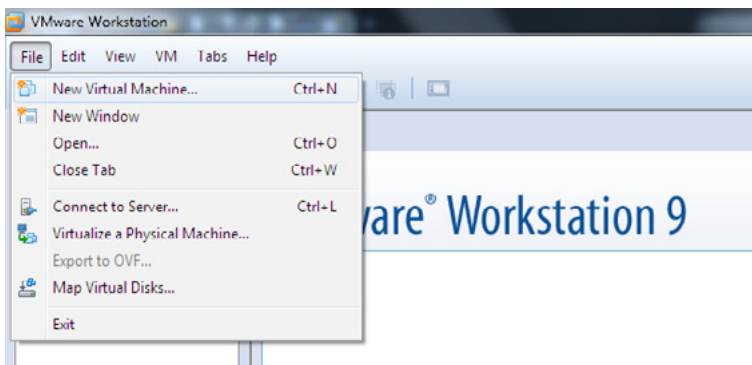 VMware Workstation
File Edit View VM Tabs Help
New Virtual Machine... Ctrl+N
New Window
Open... Ctrl+O
Close Tab Ctrl+W
Connect to Server... Ctrl+L
Virtualize a Physical Machine...
Export to OVF...
Map Virtual Disks...
Exit
ware® Workstation 9